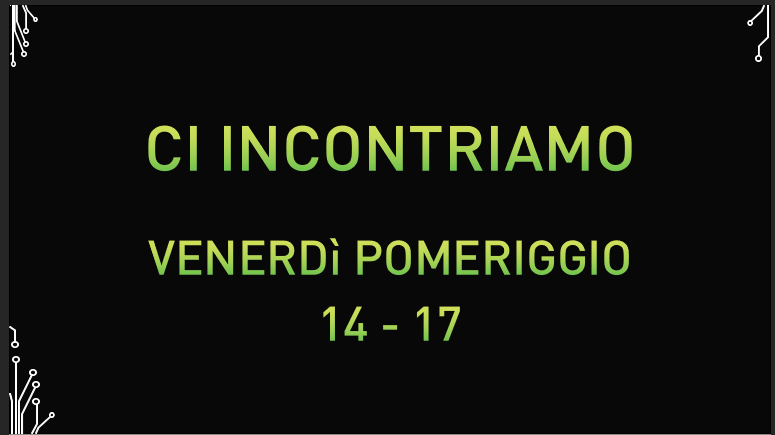 CI INCONTRIAMO
VENERDì POMERIGGIO
14 - 17